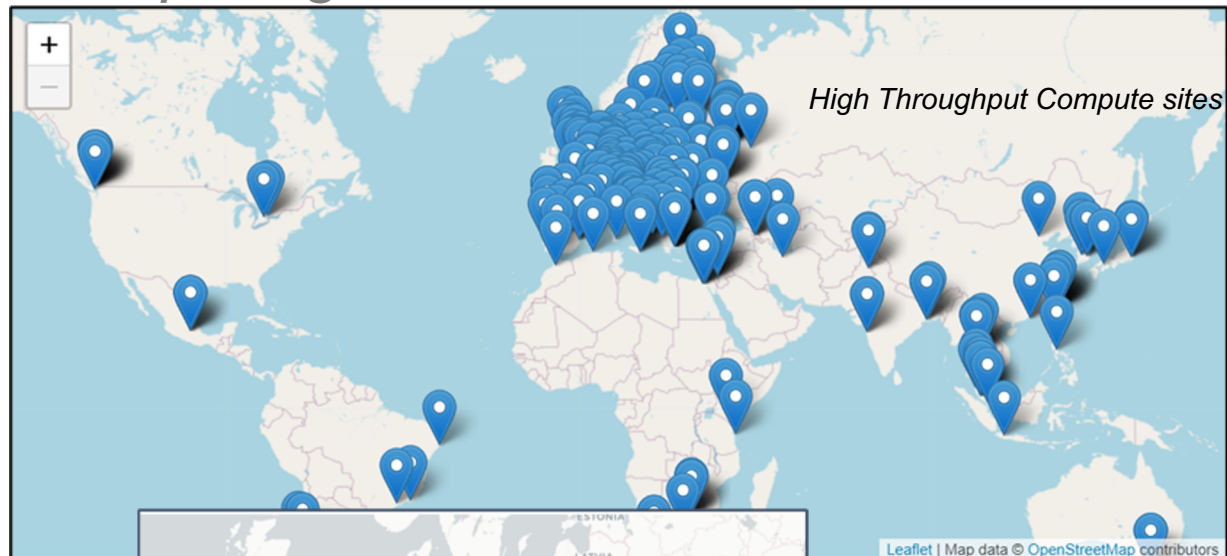 +
−
High Throughput Compute sites
ESTONIA
LATVIA
Leaflet | Map data © OpenStreetMap contributors